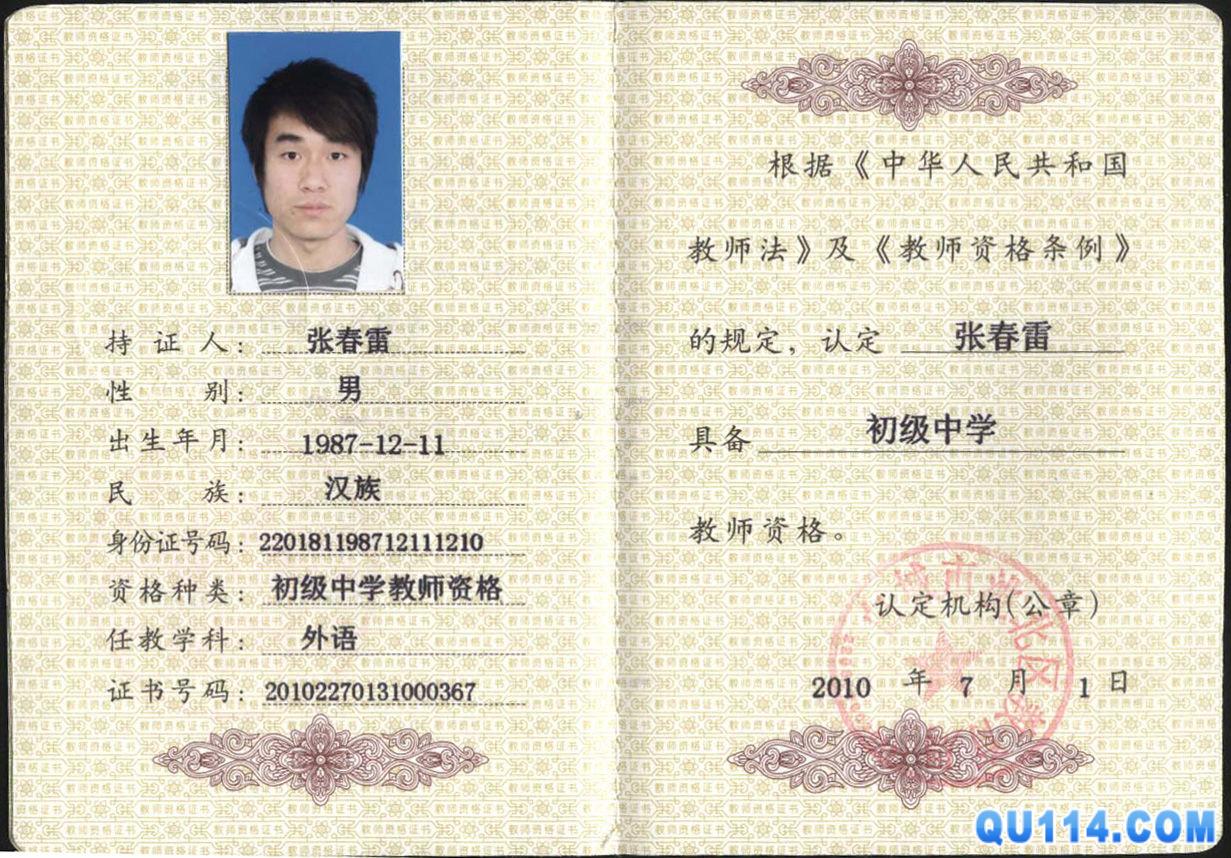 持证人：张春雷
性别：男
出生年月：1987-12-11
民族：汉族
身份证号码：220181198712111210
资格种类：初级中学教师资格
任教学科：外语
证书号码：20102270131000367
根据《中华人民共和国
教师法》及《教师资格条例》
的规定，认定 张春雷
具备 初级中学
教师资格。
认定机构(公章)
2010 年 7 月 1 日
QU114.COM